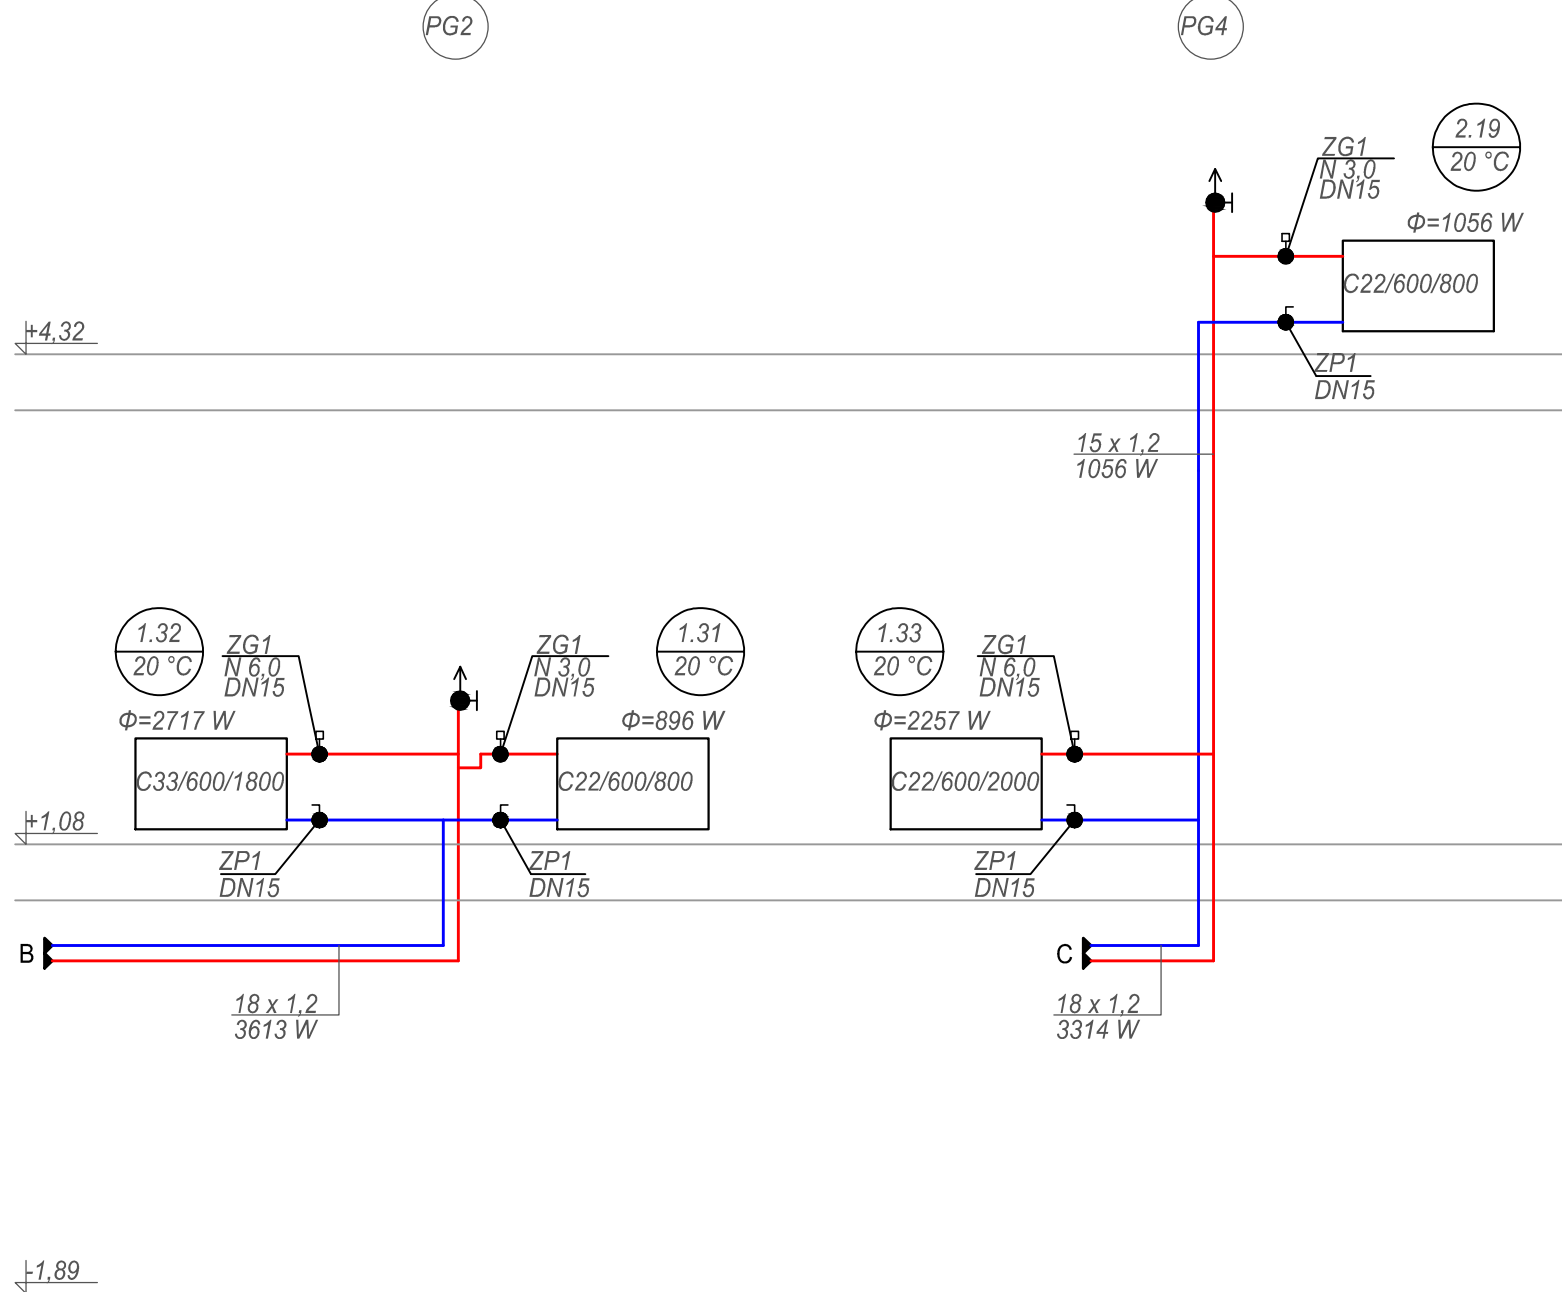 PG2
PG4
2.19
20 °C
ZG1
N 3,0
DN15
Φ=1056 W
C22/600/800
+4,32
ZP1
DN15
15 x 1,2
1056 W
1.32
20 °C
ZG1
N 6,0
DN15
Φ=2717 W
C33/600/1800
ZG1
N 3,0
DN15
1.31
20 °C
Φ=896 W
C22/600/800
1.33
20 °C
ZG1
N 6,0
DN15
Φ=2257 W
C22/600/2000
+1,08
ZP1
DN15
ZP1
DN15
ZP1
DN15
B
C
18 x 1,2
3613 W
18 x 1,2
3314 W
-1,89